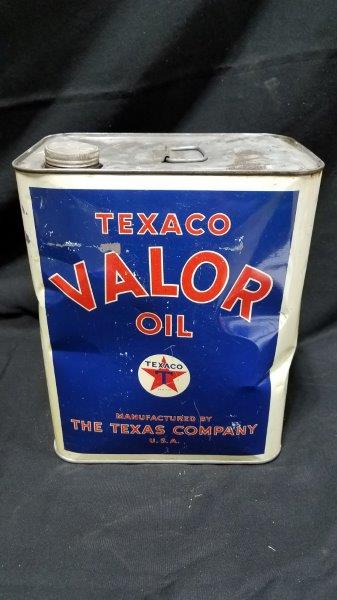 TEXACO
VALOR
OIL
TEXACO
T
MANUFACTURED BY
THE TEXAS COMPANY
U.S.A.